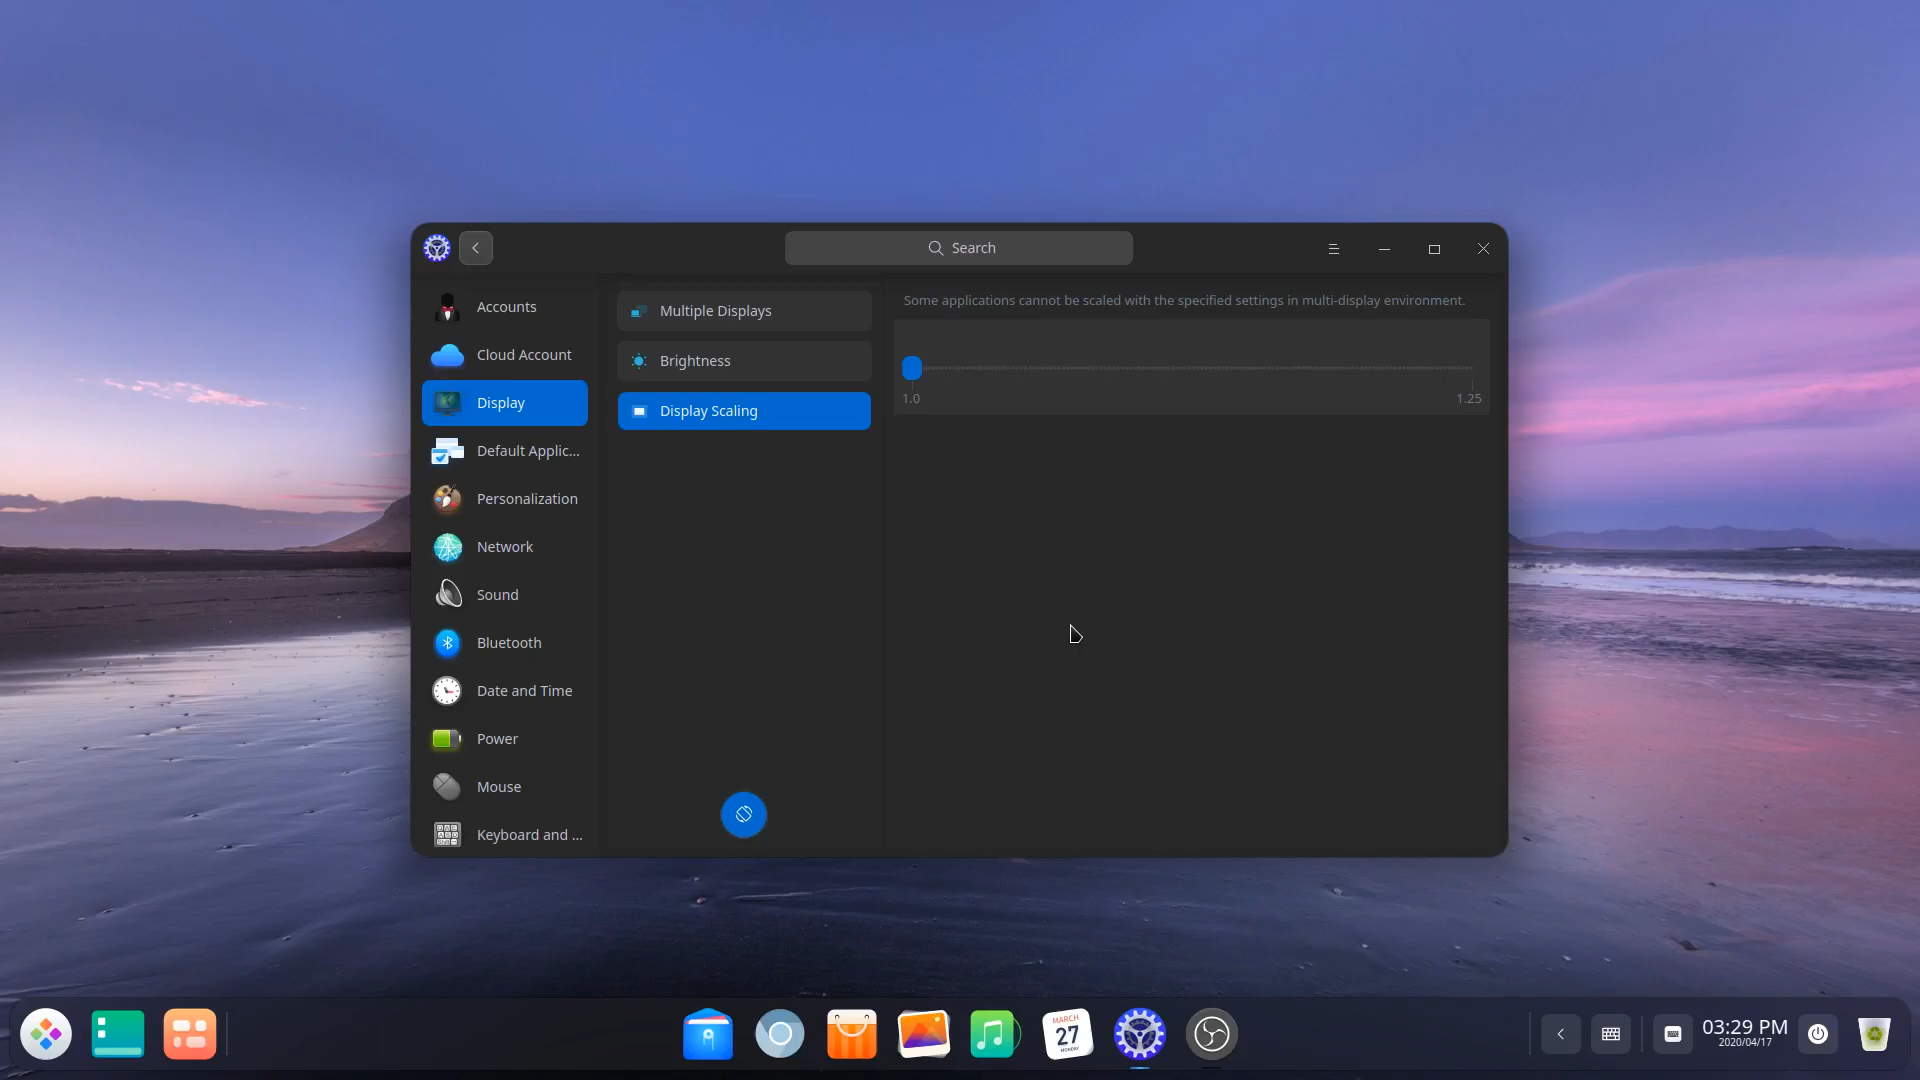 Search
Accounts
Cloud Account
Display
Default Applic...
Personalization
Network
Sound
Bluetooth
Date and Time
Power
Mouse
Keyboard and ...
Multiple Displays
Brightness
Display Scaling
Some applications cannot be scaled with the specified settings in multi-display environment.
1.0 1.25
MARCH
27
MONDAY
03:29 PM
2020/04/17